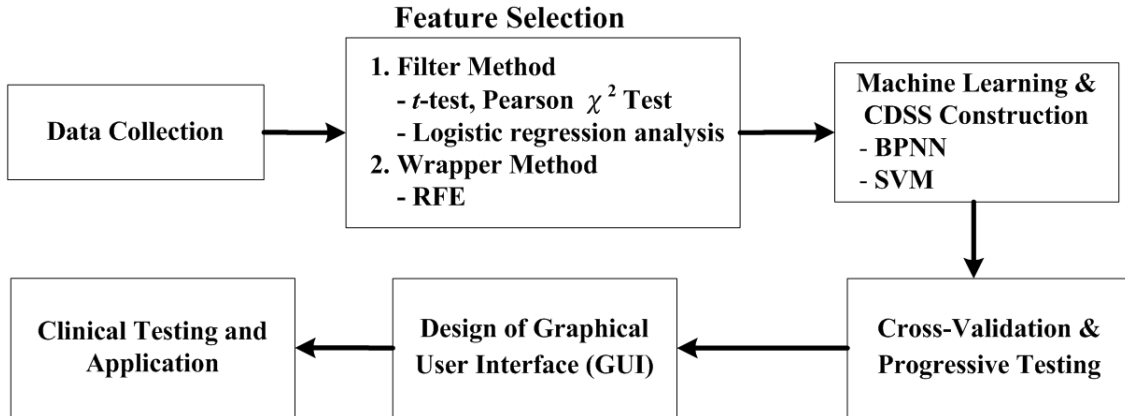 Feature Selection
Data Collection
1. Filter Method
- t-test, Pearson χ² Test
- Logistic regression analysis
2. Wrapper Method
- RFE
Machine Learning &
CDSS Construction
- BPNN
- SVM
Clinical Testing and
Application
Design of Graphical
User Interface (GUI)
Cross-Validation &
Progressive Testing